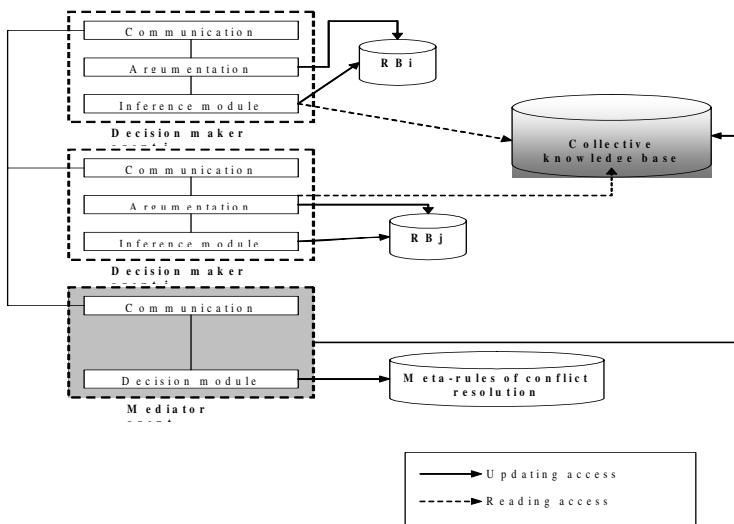 Communication
Argumentation
Inference module
Decision maker
RBi
Collective
knowledge base
Communication
Argumentation
Inference module
Decision maker
RBj
Communication
Decision module
Mediator
Meta-rules of conflict
resolution
Updating access
Reading access